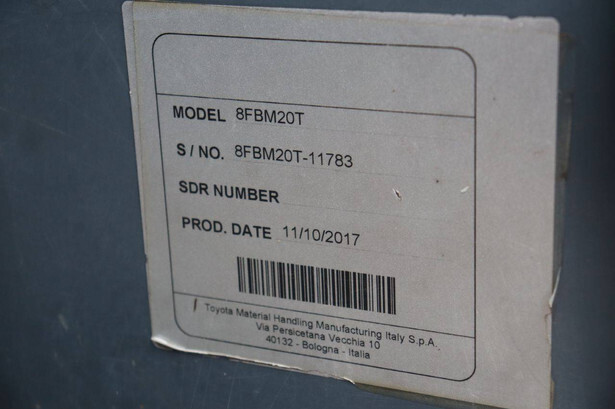 MODEL 8FBM20T
S / NO. 8FBM20T-11783
SDR NUMBER
PROD. DATE 11/10/2017
Toyota Material Handling Manufacturing Italy S.p.A.
Via Persicetana Vecchia 10
40132 - Bologna - Italia